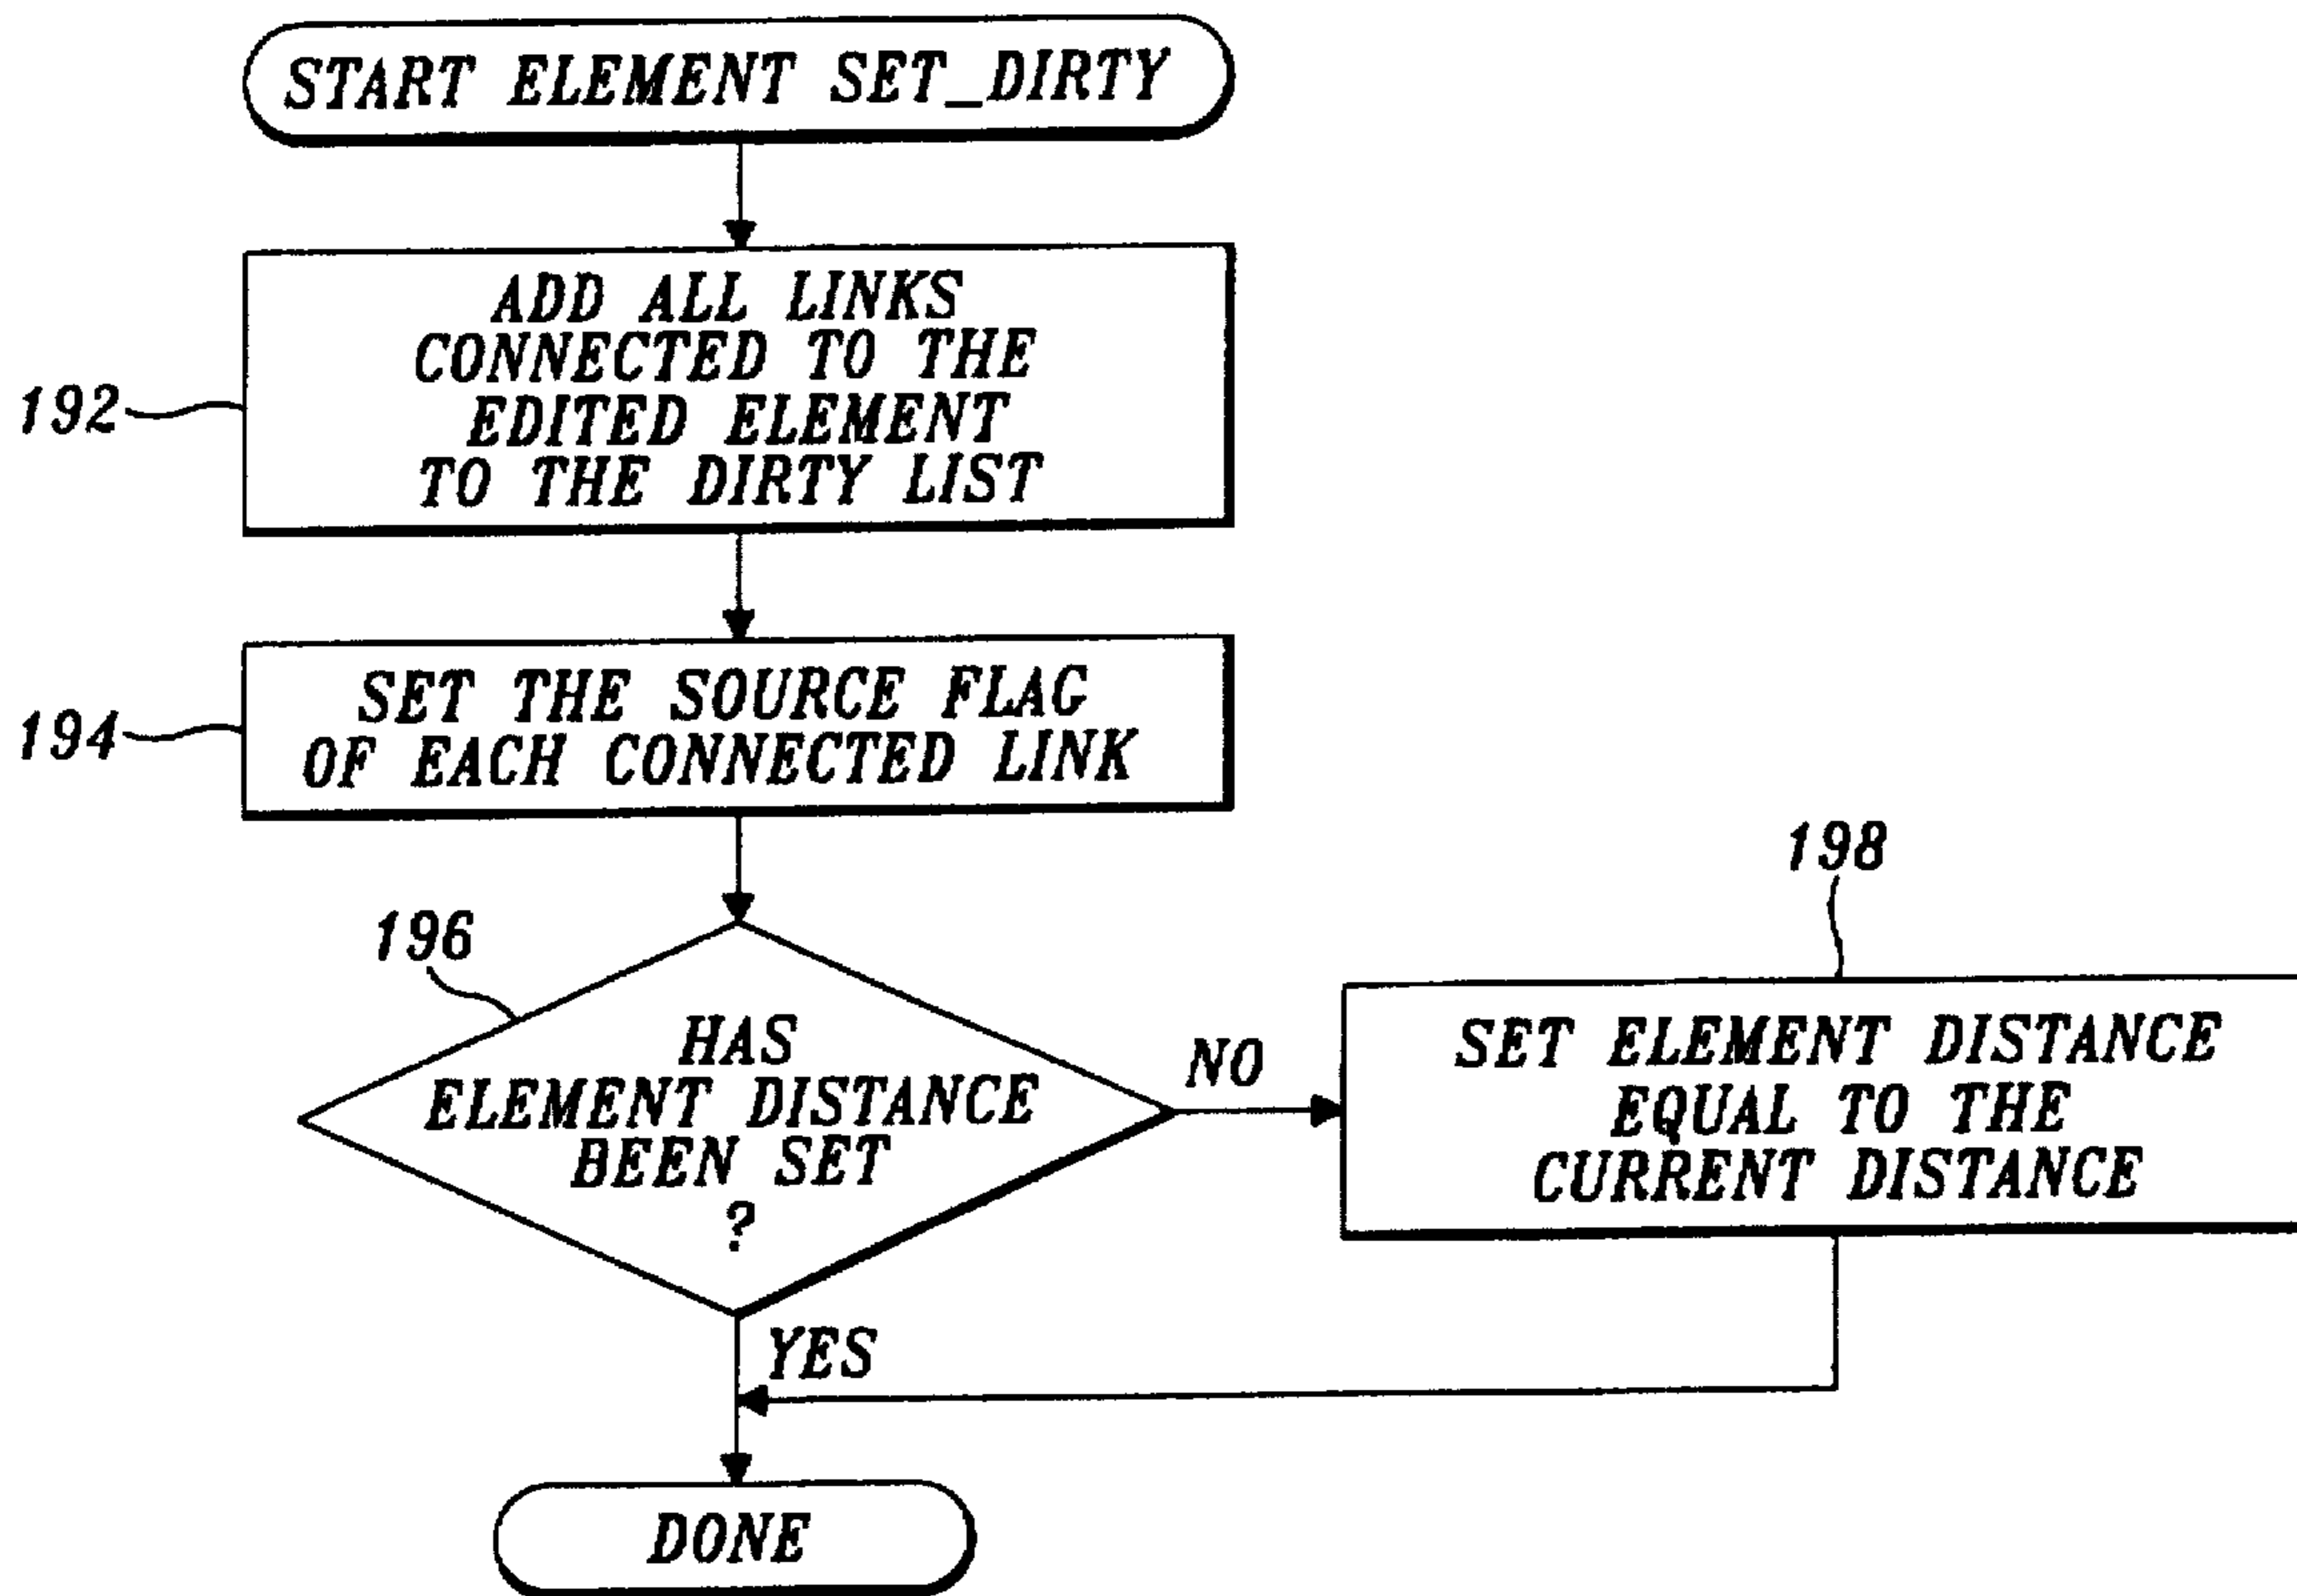 START ELEMENT SET_DIRTY
ADD ALL LINKS
CONNECTED TO THE
EDITED ELEMENT
TO THE DIRTY LIST
192
SET THE SOURCE FLAG
OF EACH CONNECTED LINK
194
196
HAS
ELEMENT DISTANCE
BEEN SET
?
NO
198
SET ELEMENT DISTANCE
EQUAL TO THE
CURRENT DISTANCE
YES
DONE